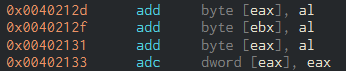 0x0040212d add byte [eax], al
0x0040212f add byte [ebx], al
0x00402131 add byte [eax], al
0x00402133 adc dword [eax], eax